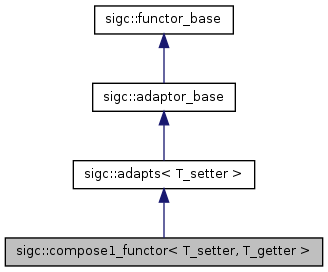 sigc::functor_base
sigc::adaptor_base
sigc::adapts< T_setter >
sigc::compose1_functor< T_setter, T_getter >